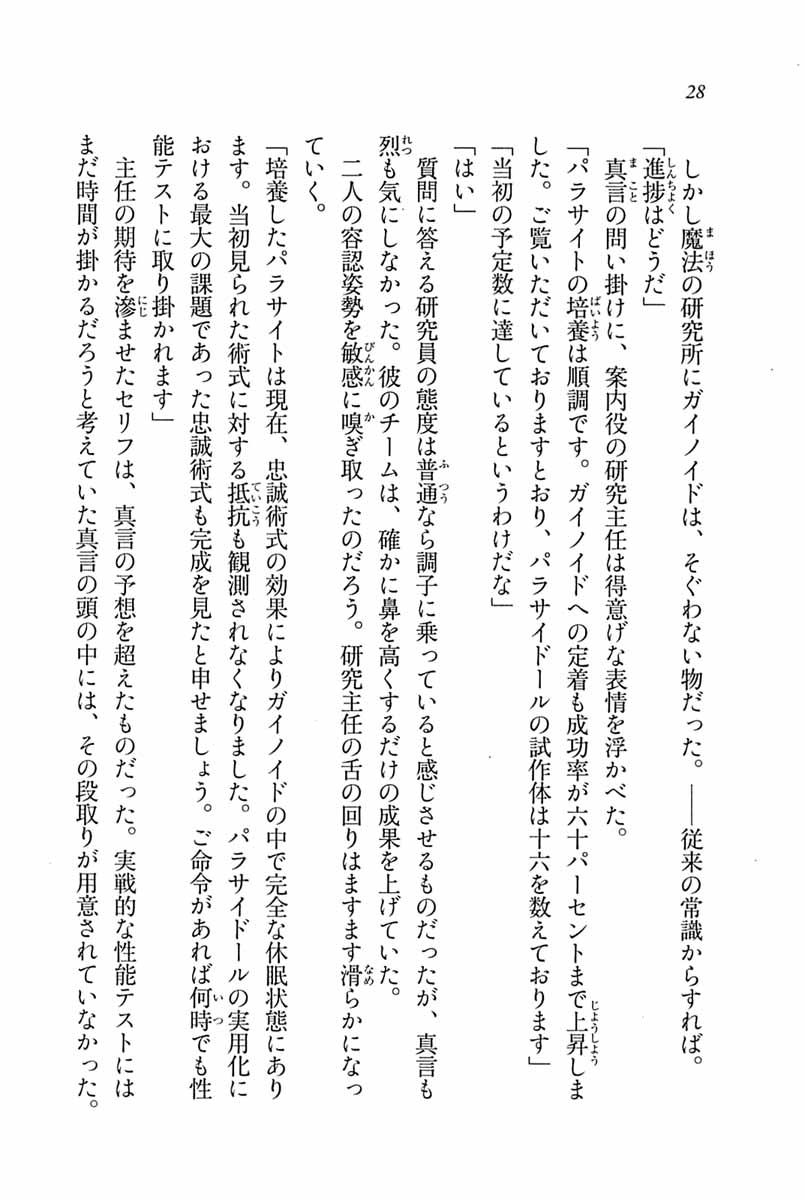 28
　しかし魔法の研究所にガイノイドは、そぐわない物だった。――従来の常識からすれば。
「進捗はどうだ」
　真言の問い掛けに、案内役の研究主任は得意げな表情を浮かべた。
「パラサイトの培養は順調です。ガイノイドへの定着も成功率が六十パーセントまで上昇しま
した。ご覧いただいておりますとおり、パラサイドールの試作体は十六を数えております」
「当初の予定数に達しているというわけだな」
「はい」
　質問に答える研究員の態度は普通なら調子に乗っていると感じさせるものだったが、真言も
烈も気にしなかった。彼のチームは、確かに鼻を高くするだけの成果を上げていた。
　二人の容認姿勢を敏感に嗅ぎ取ったのだろう。研究主任の舌の回りはますます滑らかになっ
ていく。
「培養したパラサイトは現在、忠誠術式の効果によりガイノイドの中で完全な休眠状態にあり
ます。当初見られた術式に対する抵抗も観測されなくなりました。パラサイドールの実用化に
おける最大の課題であった忠誠術式も完成を見たと申せましょう。ご命令があれば何時でも性
能テストに取り掛かれます」
　主任の期待を滲ませたセリフは、真言の予想を超えたものだった。実戦的な性能テストには
まだ時間が掛かるだろうと考えていた真言の頭の中には、その段取りが用意されていなかった。